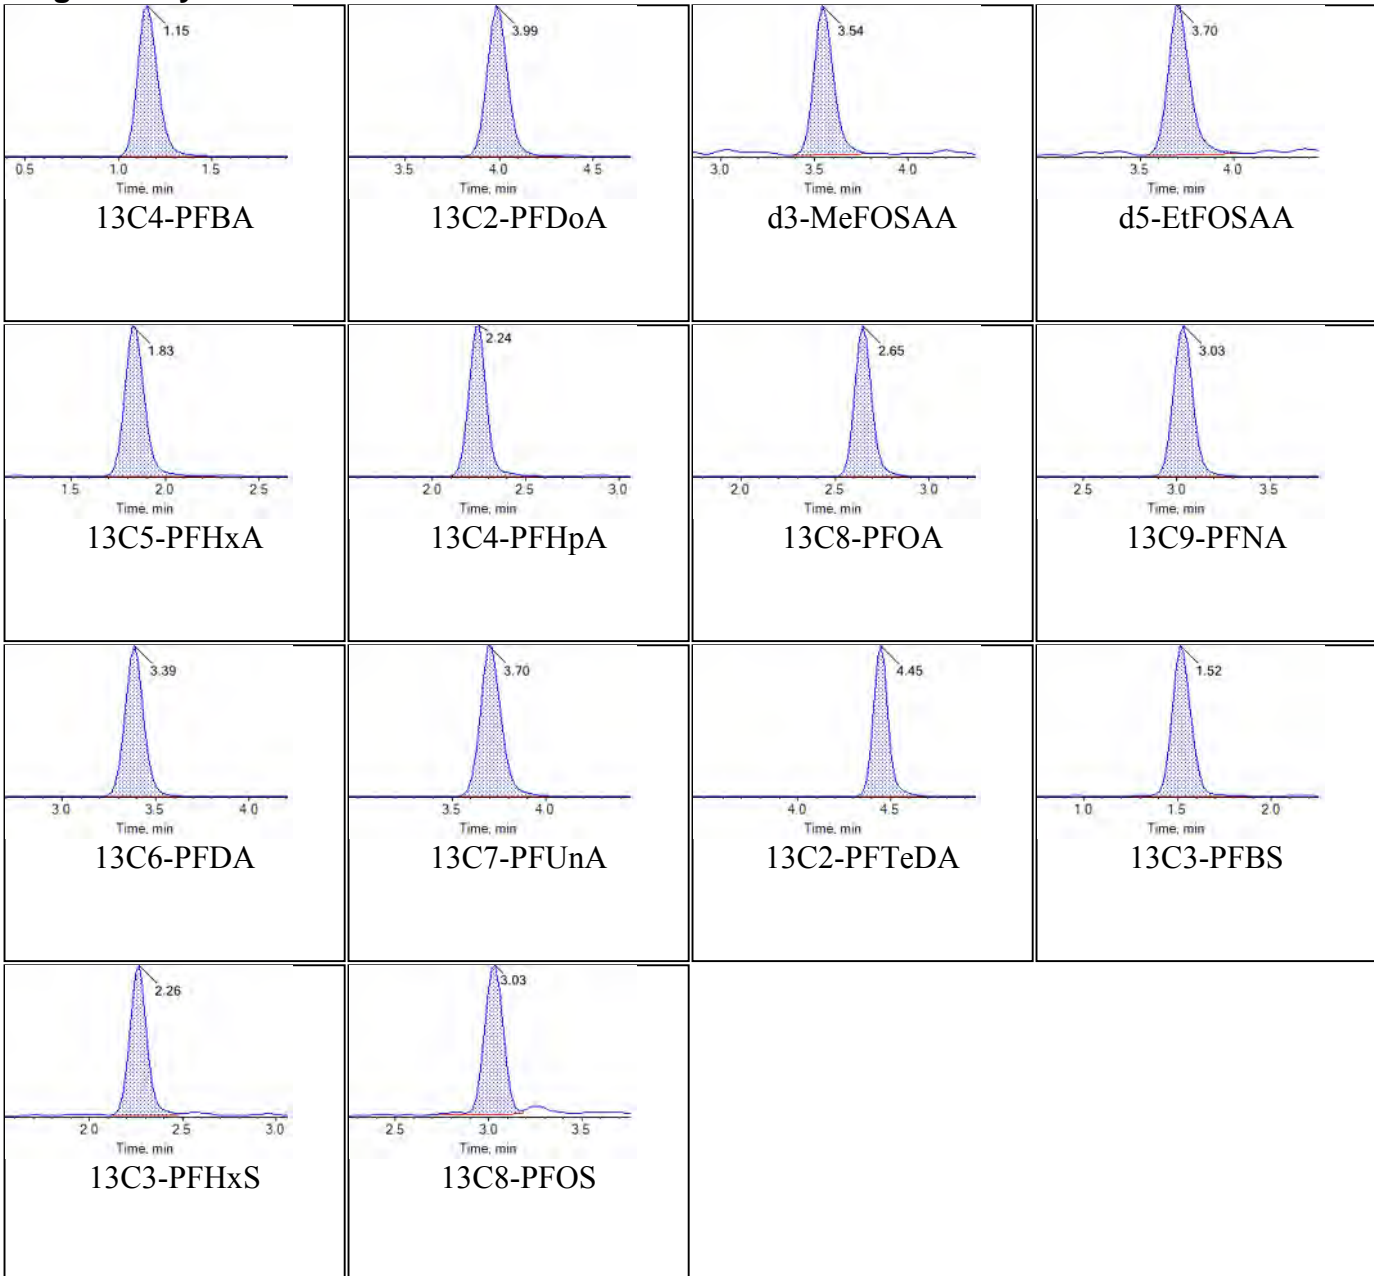 1.15
0.5 1.0 1.5
Time, min
13C4-PFBA
3.99
3.5 4.0 4.5
Time, min
13C2-PFDoA
3.54
3.0 3.5 4.0
Time, min
d3-MeFOSAA
3.70
3.5 4.0
Time, min
d5-EtFOSAA
1.83
1.5 2.0 2.5
Time, min
13C5-PFHxA
2.24
2.0 2.5 3.0
Time, min
13C4-PFHpA
2.65
2.0 2.5 3.0
Time, min
13C8-PFOA
3.03
2.5 3.0 3.5
Time, min
13C9-PFNA
3.39
3.0 3.5 4.0
Time, min
13C6-PFDA
3.70
3.5 4.0
Time, min
13C7-PFUnA
4.45
4.0 4.5
Time, min
13C2-PFTeDA
1.52
1.0 1.5 2.0
Time, min
13C3-PFBS
2.26
2.0 2.5 3.0
Time, min
13C3-PFHxS
3.03
2.5 3.0 3.5
Time, min
13C8-PFOS